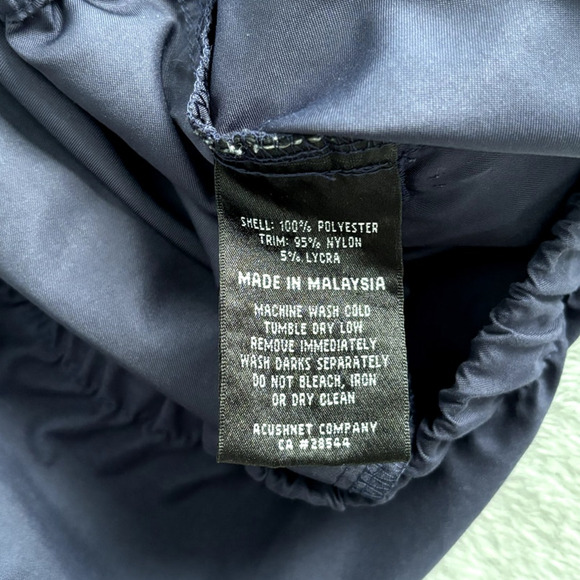 SHELL: 100% POLYESTER
TRIM: 95% NYLON
5% LYCRA
MADE IN MALAYSIA
MACHINE WASH COLD
TUMBLE DRY LOW
REMOVE IMMEDIATELY
WASH DARKS SEPARATELY
DO NOT BLEACH, IRON
OR DRY CLEAN
ACUSHNET COMPANY
CA #28544